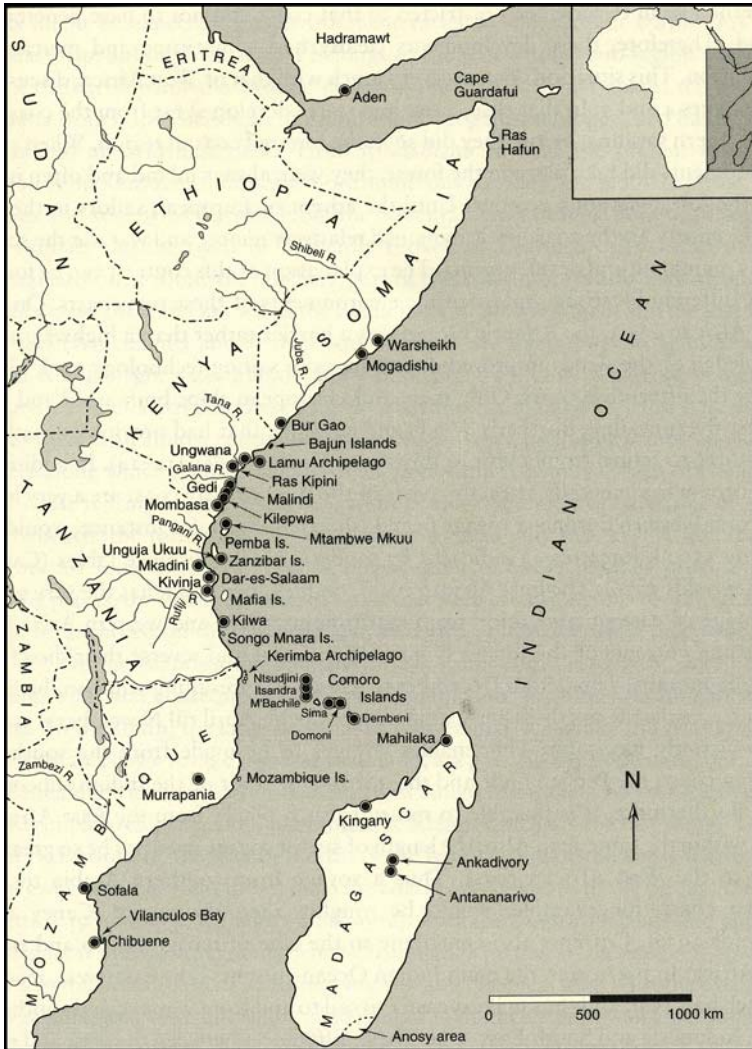 Hadramawt
ERITREA
Aden
Cape
Guardafui
Ras
Hafun
SUDAN
ETHIOPIA
SOMALIA
Shibeli R.
Juba R.
Warsheikh
Mogadishu
KENYA
Tana R.
Bur Gao
Bajun Islands
Ungwana
Lamu Archipelago
Galana R.
Ras Kipini
Gedi
Malindi
Mombasa
Kilepwa
Pangani R.
Mtambwe Mkuu
Pemba Is.
Unguja Ukuu
Zanzibar Is.
Mkadini
Dar-es-Salaam
Kivinja
Rufiji R.
Mafia Is.
TANZANIA
Kilwa
Songo Mnara Is.
Kerimba Archipelago
ZAMBIA
Ntsudjini
Comoro
Itsandra
Islands
M'Bachile
Sima
Dembeni
Domoni
Mahilaka
INDIAN OCEAN
Zambezi R.
Mozambique Is.
Murrapania
MOZAMBIQUE
Kingany
N
MADAGASCAR
Ankadivory
Antananarivo
Sofala
Vilanculos Bay
Chibuene
0 500 1000 km
Anosy area